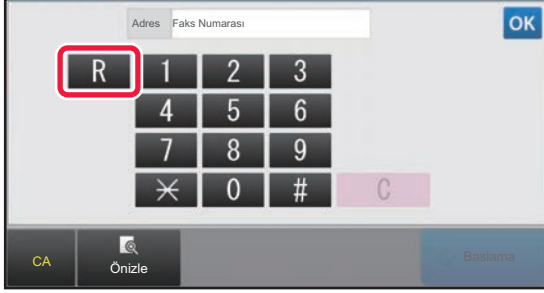 Adres Faks Numarası OK
R 1 2 3
4 5 6
7 8 9
* 0 # C
CA Önizle Başlama